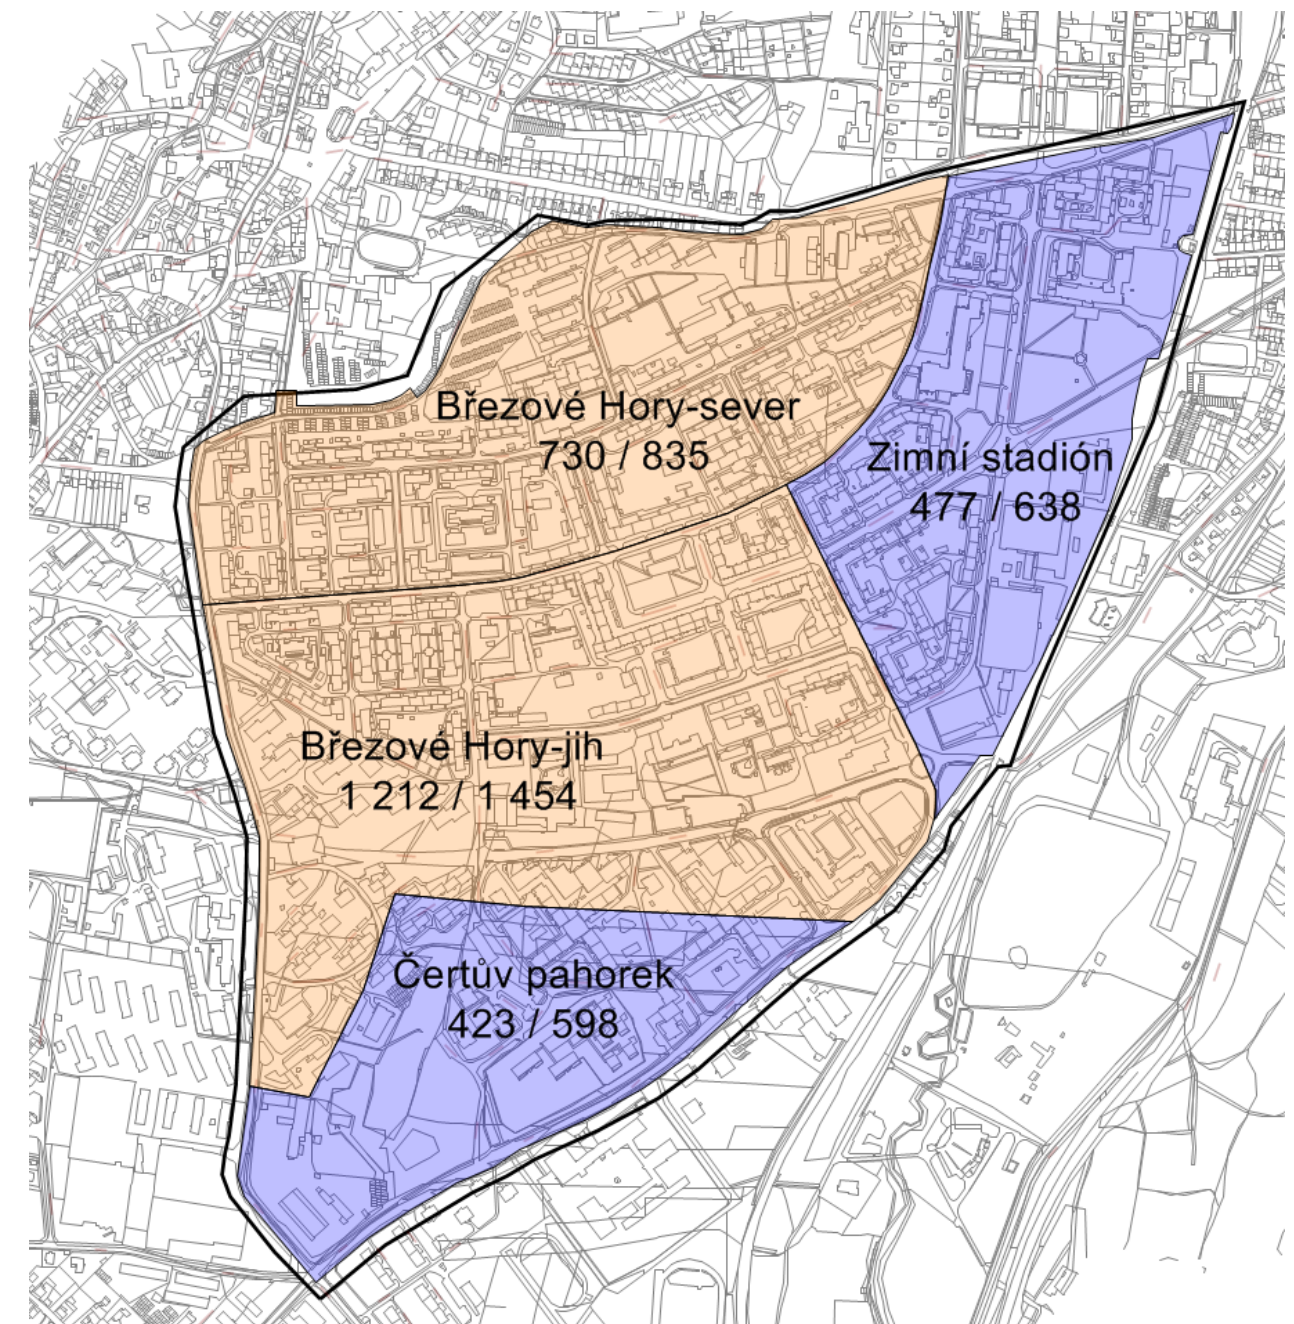 Březové Hory-sever
730 / 835
Zimní stadión
477 / 638
Březové Hory-jih
1 212 / 1 454
Čertův pahorek
423 / 598